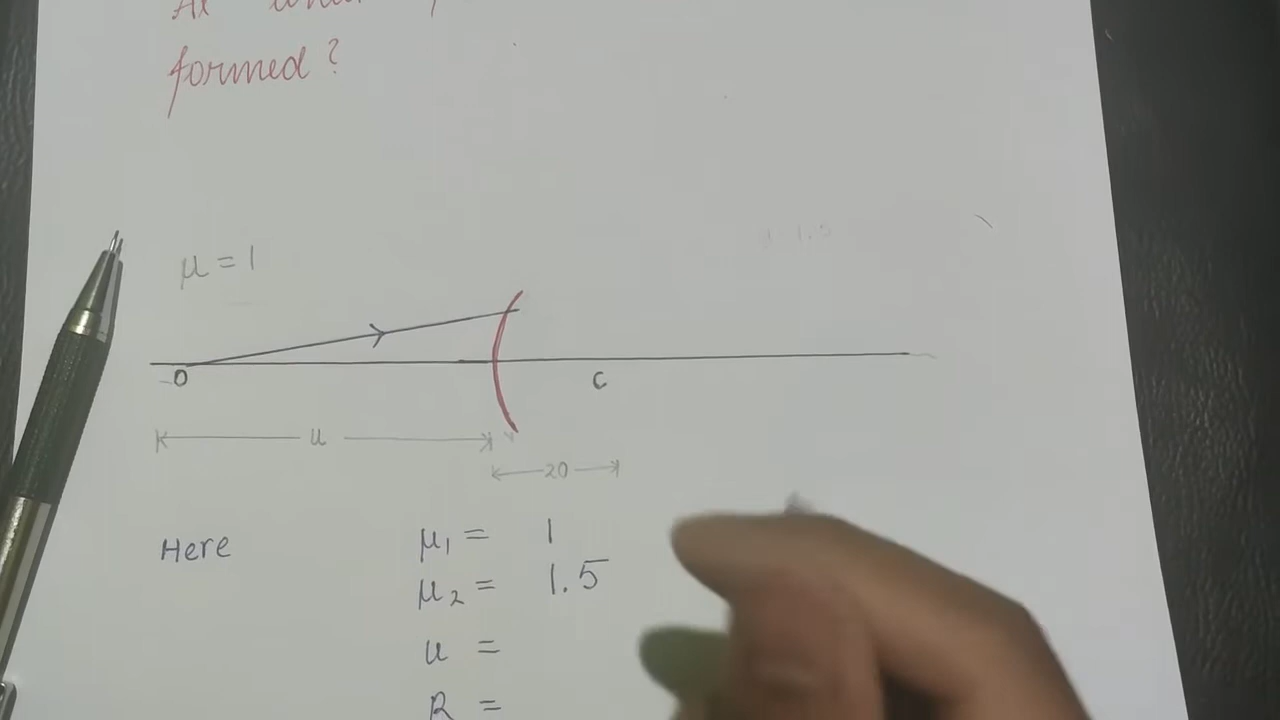 formed?
μ = 1
O
C
u
20
Here
μ₁ = 1
μ₂ = 1.5
u =
R =